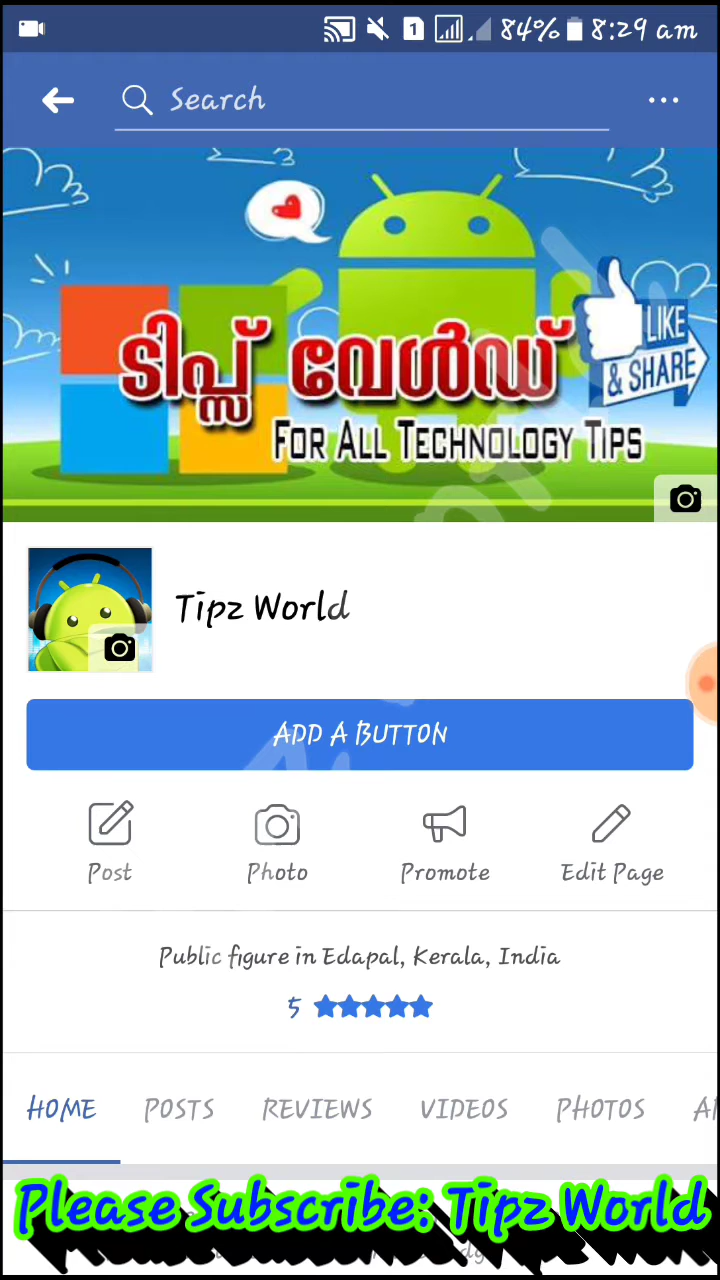 1 84% 8:29 am
Search
LIKE
& SHARE
ടിപ്സ് വേൾഡ്
FOR ALL TECHNOLOGY TIPS
Tipz World
ADD A BUTTON
Post Photo Promote Edit Page
Public figure in Edapal, Kerala, India
5
HOME POSTS REVIEWS VIDEOS PHOTOS
Please Subscribe: Tipz World